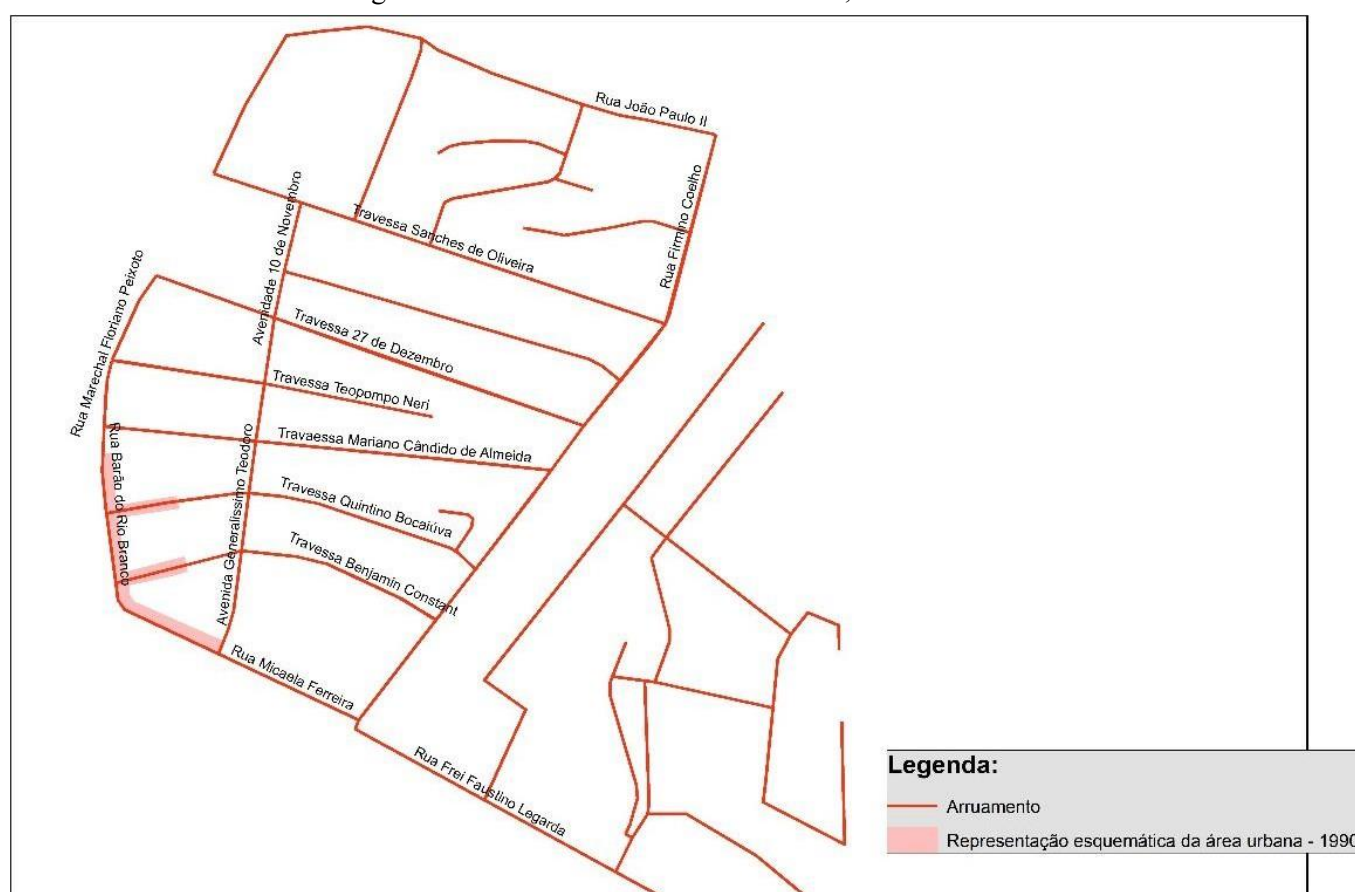 Rua João Paulo II
Rua Firmino Coelho
Avenidade 10 de Novembro
Travessa Sanches de Oliveira
Rua Marechal Floriano Peixoto
Travessa 27 de Dezembro
Travessa Teopompo Neri
Travaessa Mariano Cândido de Almeida
Rua Barão do Rio Branco
Avenida Generalissimo Teodoro
Travessa Quintino Bocaiúva
Travessa Benjamin Constant
Rua Micaela Ferreira
Rua Frei Faustino Legarda
Legenda:
Arruamento
Representação esquemática da área urbana - 1990